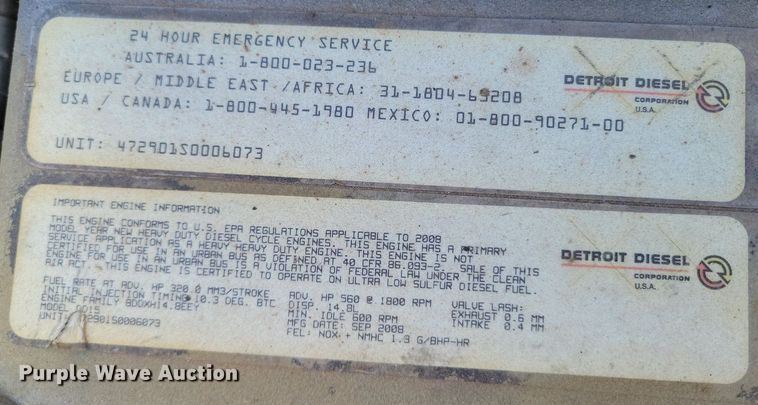 24 HOUR EMERGENCY SERVICE
AUSTRALIA: 1-800-023-236
EUROPE / MIDDLE EAST /AFRICA: 31-1804-69208
USA / CANADA: 1-800-445-1980 MEXICO: 01-800-90271-00
UNIT: 472901S0006073
DETROIT DIESEL
CORPORATION
U.S.A.
IMPORTANT ENGINE INFORMATION
THIS ENGINE CONFORMS TO U.S. EPA REGULATIONS APPLICABLE TO 2008
MODEL YEAR NEW HEAVY DUTY DIESEL CYCLE ENGINES. THIS ENGINE HAS A PRIMARY
SERVICE APPLICATION AS A HEAVY HEAVY DUTY ENGINE. THIS ENGINE IS NOT
CERTIFIED FOR USE IN AN URBAN BUS AS DEFINED AT 40 CFR 86.093-2. SALE OF THIS
ENGINE FOR USE IN AN URBAN BUS IS A VIOLATION OF FEDERAL LAW UNDER THE CLEAN
AIR ACT. THIS ENGINE IS CERTIFIED TO OPERATE ON ULTRA LOW SULFUR DIESEL FUEL.
FUEL RATE AT ADV. HP 320.0 MM3/STROKE
INITIAL INJECTION TIMING 10.3 DEG. BTC
ENGINE FAMILY 8DDXH14.8EEY
MODEL
UNIT: 472901S0006073
ADV. HP 560 @ 1800 RPM
DISP. 14.8L
MIN. IDLE 600 RPM
MFG DATE: SEP 2008
FEL: NOX + NMHC 1.3 G/BHP-HR
VALVE LASH:
EXHAUST 0.6 MM
INTAKE 0.4 MM
DETROIT DIESEL
CORPORATION
U.S.A.
Purple Wave Auction